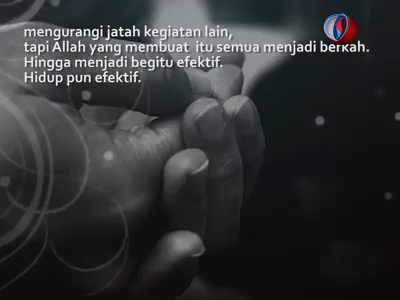 mengurangi jatah kegiatan lain,
tapi Allah yang membuat itu semua menjadi berkah.
Hingga menjadi begitu efektif.
Hidup pun efektif.